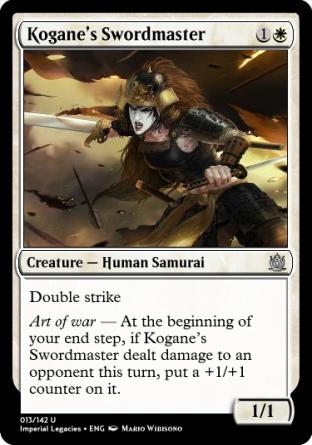 Kogane's Swordmaster 1
Creature — Human Samurai
Double strike
Art of war — At the beginning of
your end step, if Kogane's
Swordmaster dealt damage to an
opponent this turn, put a +1/+1
counter on it.
1/1
013/142 U
Imperial Legacies • ENG Mario Wibisono